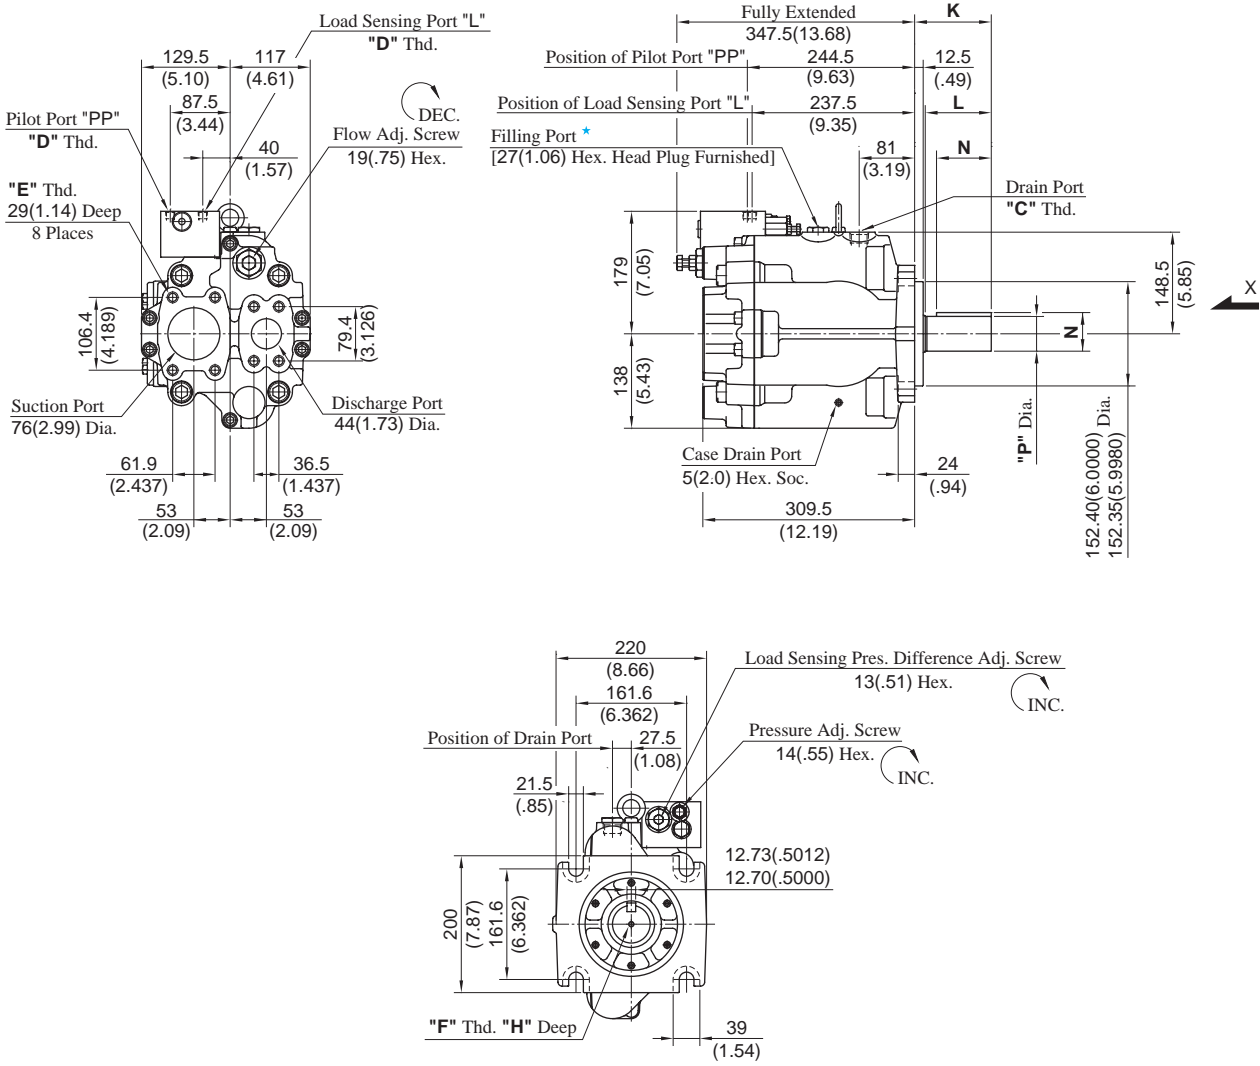 Load Sensing Port "L"
"D" Thd.
129.5
(5.10)
117
(4.61)
87.5
(3.44)
DEC.
Pilot Port "PP"
"D" Thd.
Flow Adj. Screw
19(.75) Hex.
40
(1.57)
"E" Thd.
29(1.14) Deep
8 Places
106.4
(4.189)
79.4
(3.126)
Suction Port
76(2.99) Dia.
Discharge Port
44(1.73) Dia.
61.9
(2.437)
36.5
(1.437)
53
(2.09)
53
(2.09)
Fully Extended
347.5(13.68)
K
Position of Pilot Port "PP"
244.5
(9.63)
12.5
(.49)
Position of Load Sensing Port "L"
237.5
(9.35)
L
Filling Port ★
[27(1.06) Hex. Head Plug Furnished]
81
(3.19)
N
Drain Port
"C" Thd.
179
(7.05)
148.5
(5.85)
X
N
138
(5.43)
"P" Dia.
152.40(6.0000)
152.35(5.9980) Dia.
Case Drain Port
5(2.0) Hex. Soc.
24
(.94)
309.5
(12.19)
220
(8.66)
Load Sensing Pres. Difference Adj. Screw
13(.51) Hex.
INC.
161.6
(6.362)
Position of Drain Port
27.5
(1.08)
Pressure Adj. Screw
14(.55) Hex.
INC.
21.5
(.85)
12.73(.5012)
12.70(.5000)
200
(7.87)
161.6
(6.362)
"F" Thd. "H" Deep
39
(1.54)